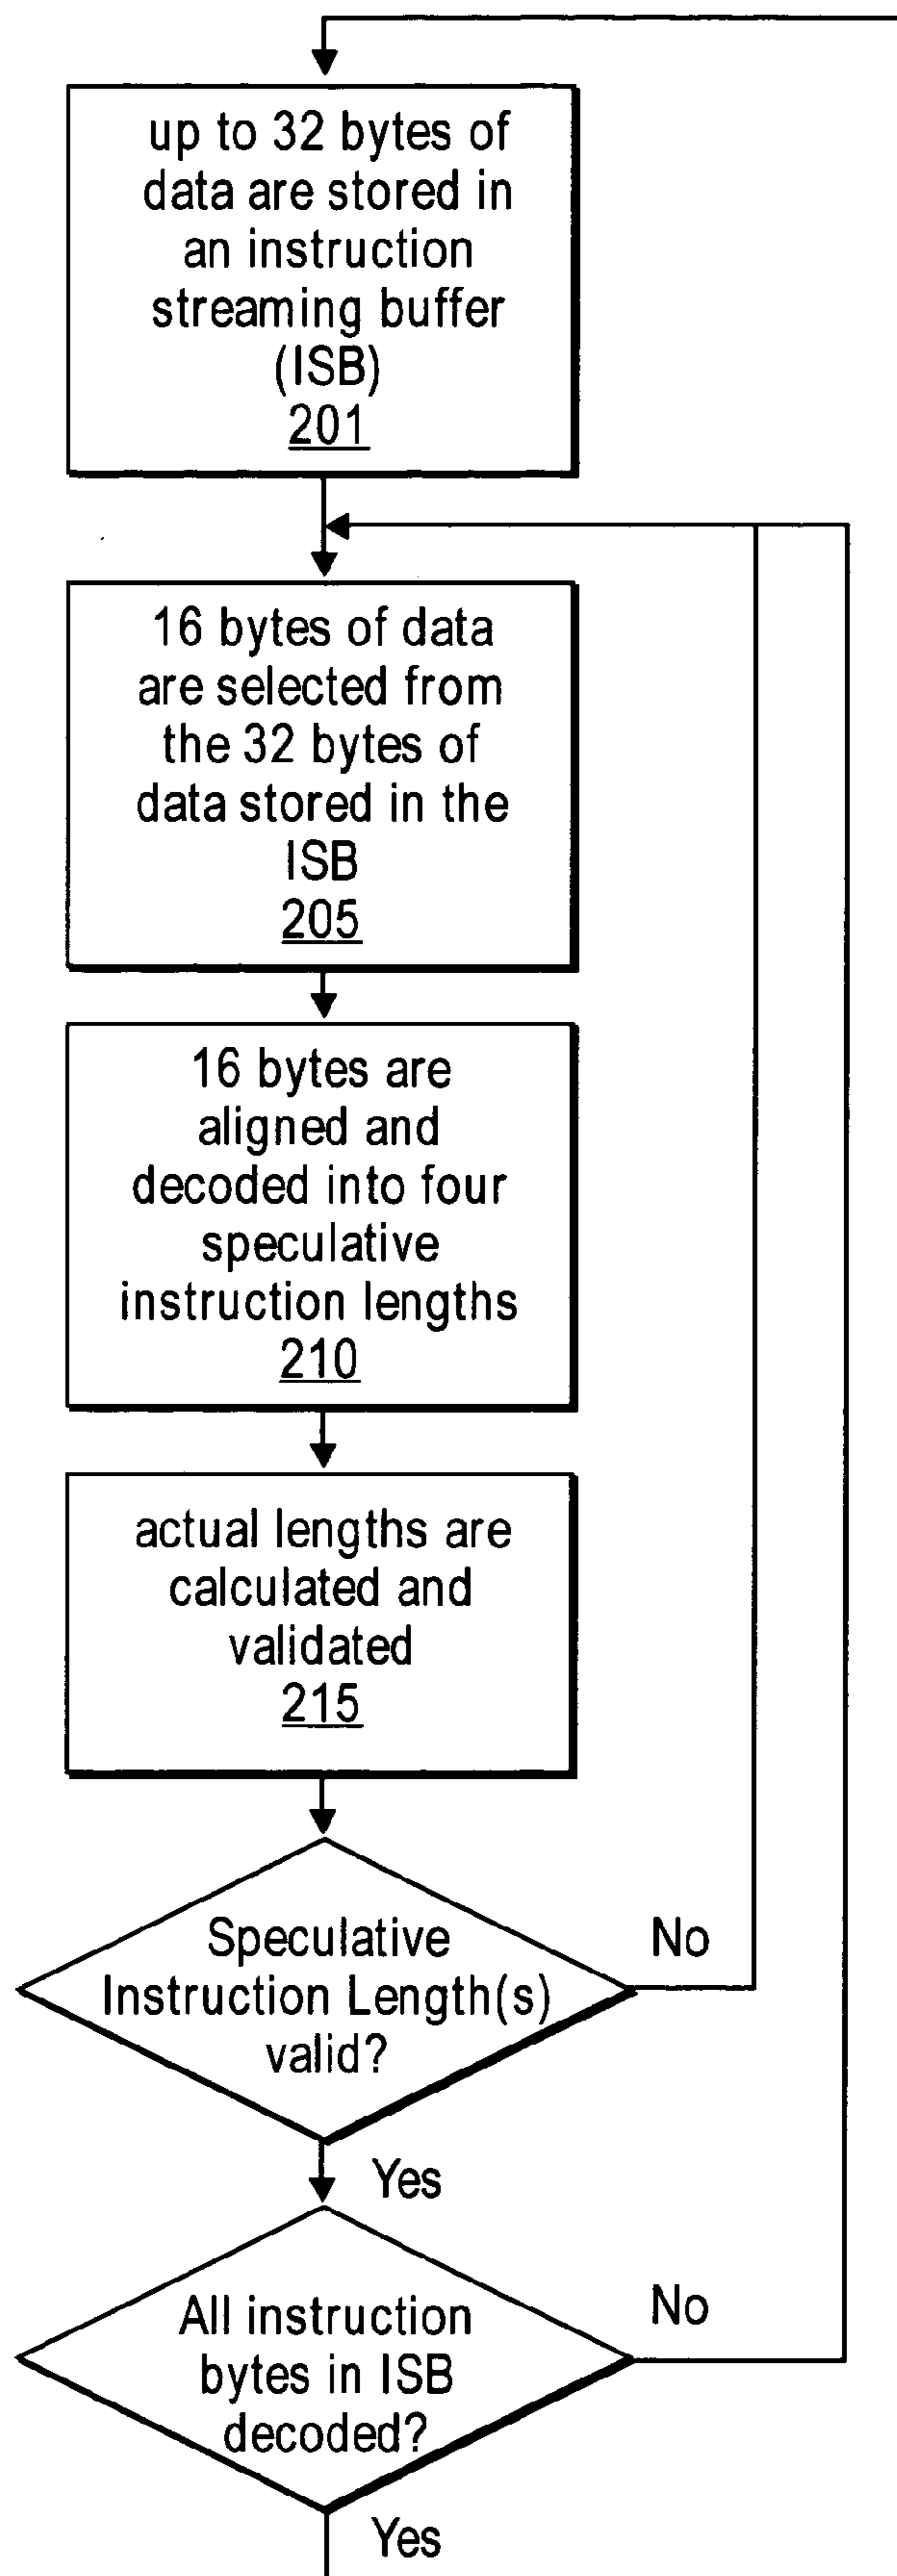 up to 32 bytes of
data are stored in
an instruction
streaming buffer
(ISB)
201
16 bytes of data
are selected from
the 32 bytes of
data stored in the
ISB
205
16 bytes are
aligned and
decoded into four
speculative
instruction lengths
210
actual lengths are
calculated and
validated
215
Speculative
Instruction Length(s)
valid?
No
Yes
All instruction
bytes in ISB
decoded?
No
Yes